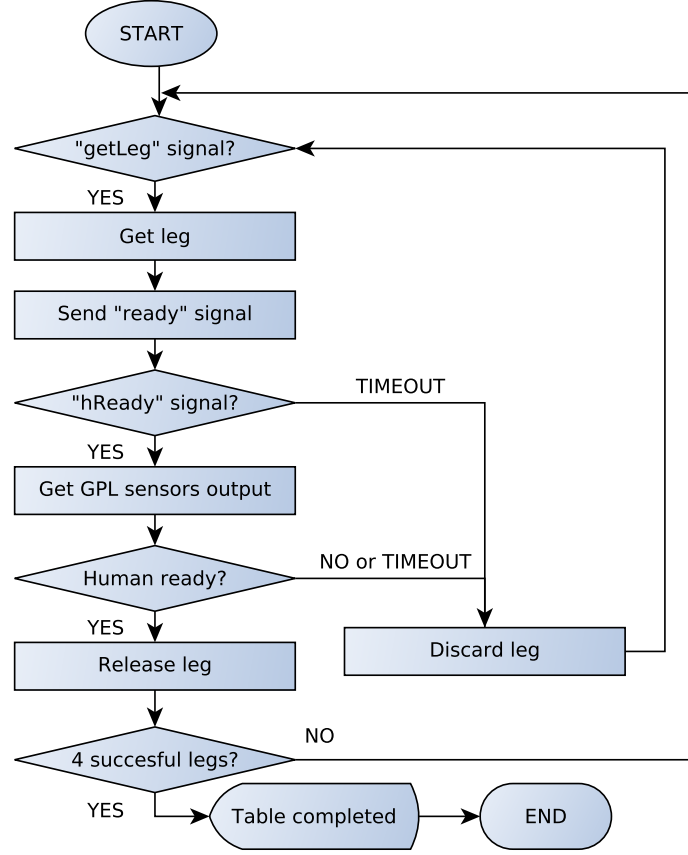 START
"getLeg" signal?
YES
Get leg
Send "ready" signal
"hReady" signal?
TIMEOUT
YES
Get GPL sensors output
Human ready?
NO or TIMEOUT
YES
Release leg
Discard leg
4 succesful legs?
NO
YES
Table completed
END